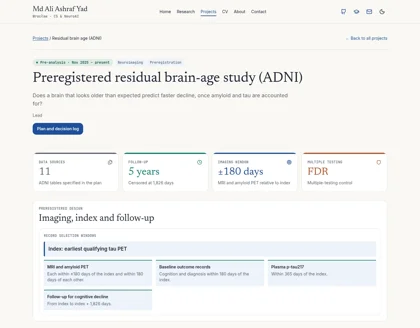 Md Ali Ashraf Yad
Home
Research
Projects
CV
About
Contact
Projects / Residual brain-age (ADNI)
← Back to all projects
Pre-analysis · Nov 2025 – present
Neuroimaging
Preregistration
Preregistered residual brain-age study (ADNI)
Does a brain that looks older than expected predict faster decline, once amyloid and tau are accounted
for?
Lead
Plan and decision log
DATA SOURCES
11
ADNI tables specified in the plan
FOLLOW-UP
5 years
Censored at 1,826 days
IMAGING WINDOW
±180 days
MRI and amyloid PET relative to index
MULTIPLE TESTING
FDR
Multiple testing control
PREREGISTERED DESIGN
Imaging, index and follow-up
RECORD SELECTION WINDOWS
Index: earliest qualifying tau PET
MRI and amyloid PET
Each within ±180 days of the index and within 180
days of each other.
Baseline outcome records
Cognition and diagnosis within 180 days of the
index.
Plasma p-tau217
Within 365 days of the index.
Follow-up for cognitive decline
From index to index + 1,826 days.